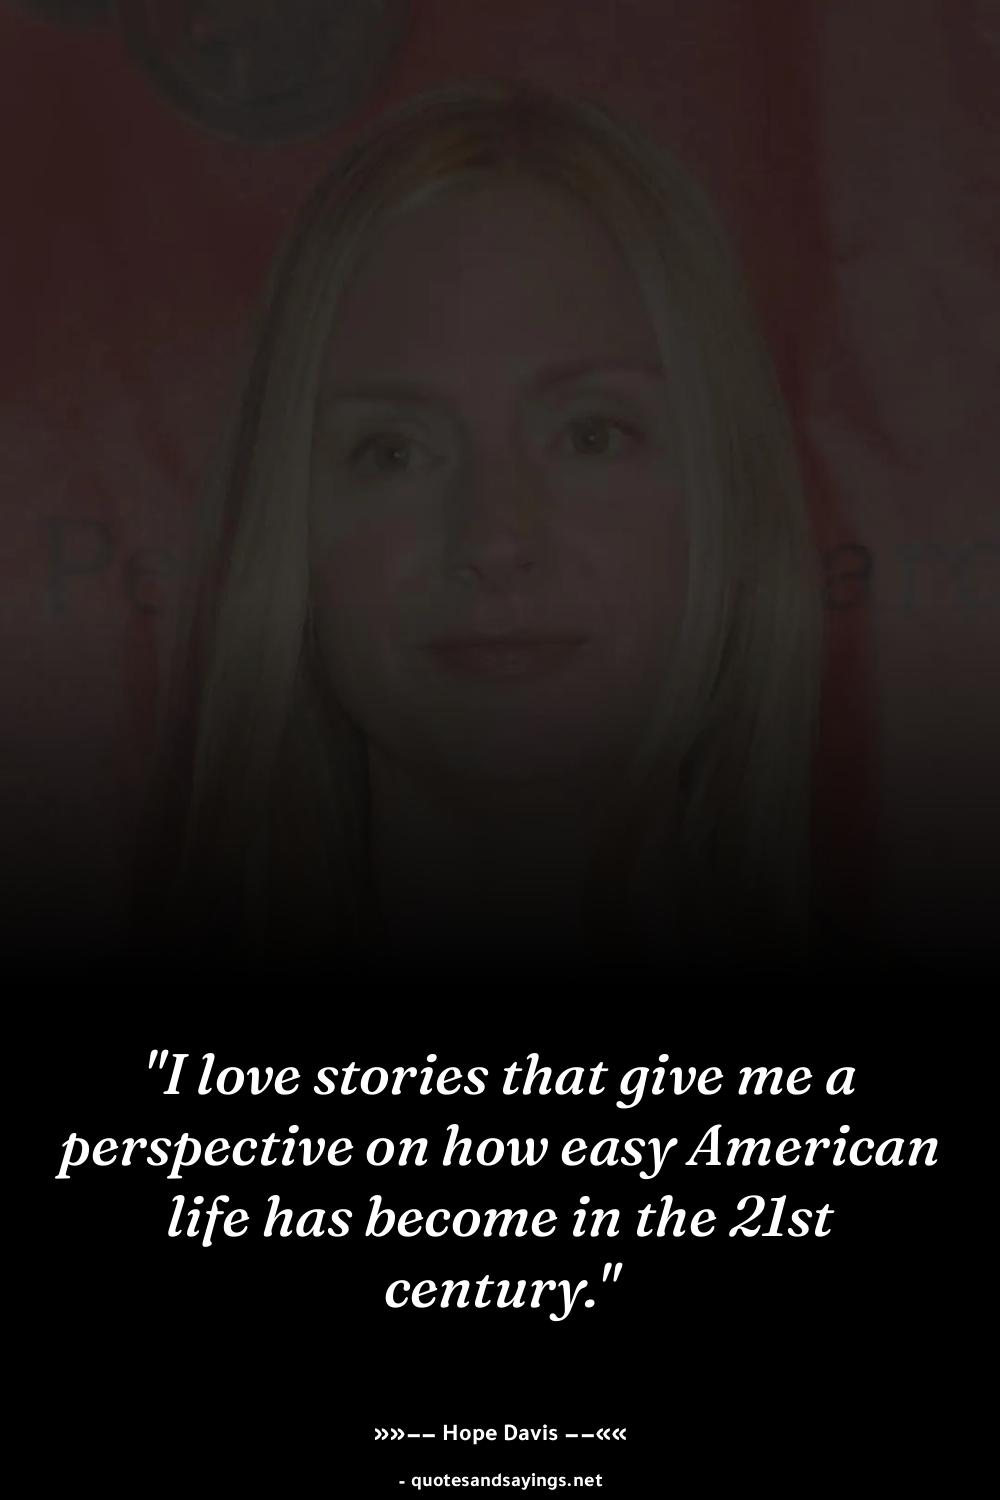 "I love stories that give me a
perspective on how easy American
life has become in the 21st
century."
»»–– Hope Davis ––««
- quotesandsayings.net